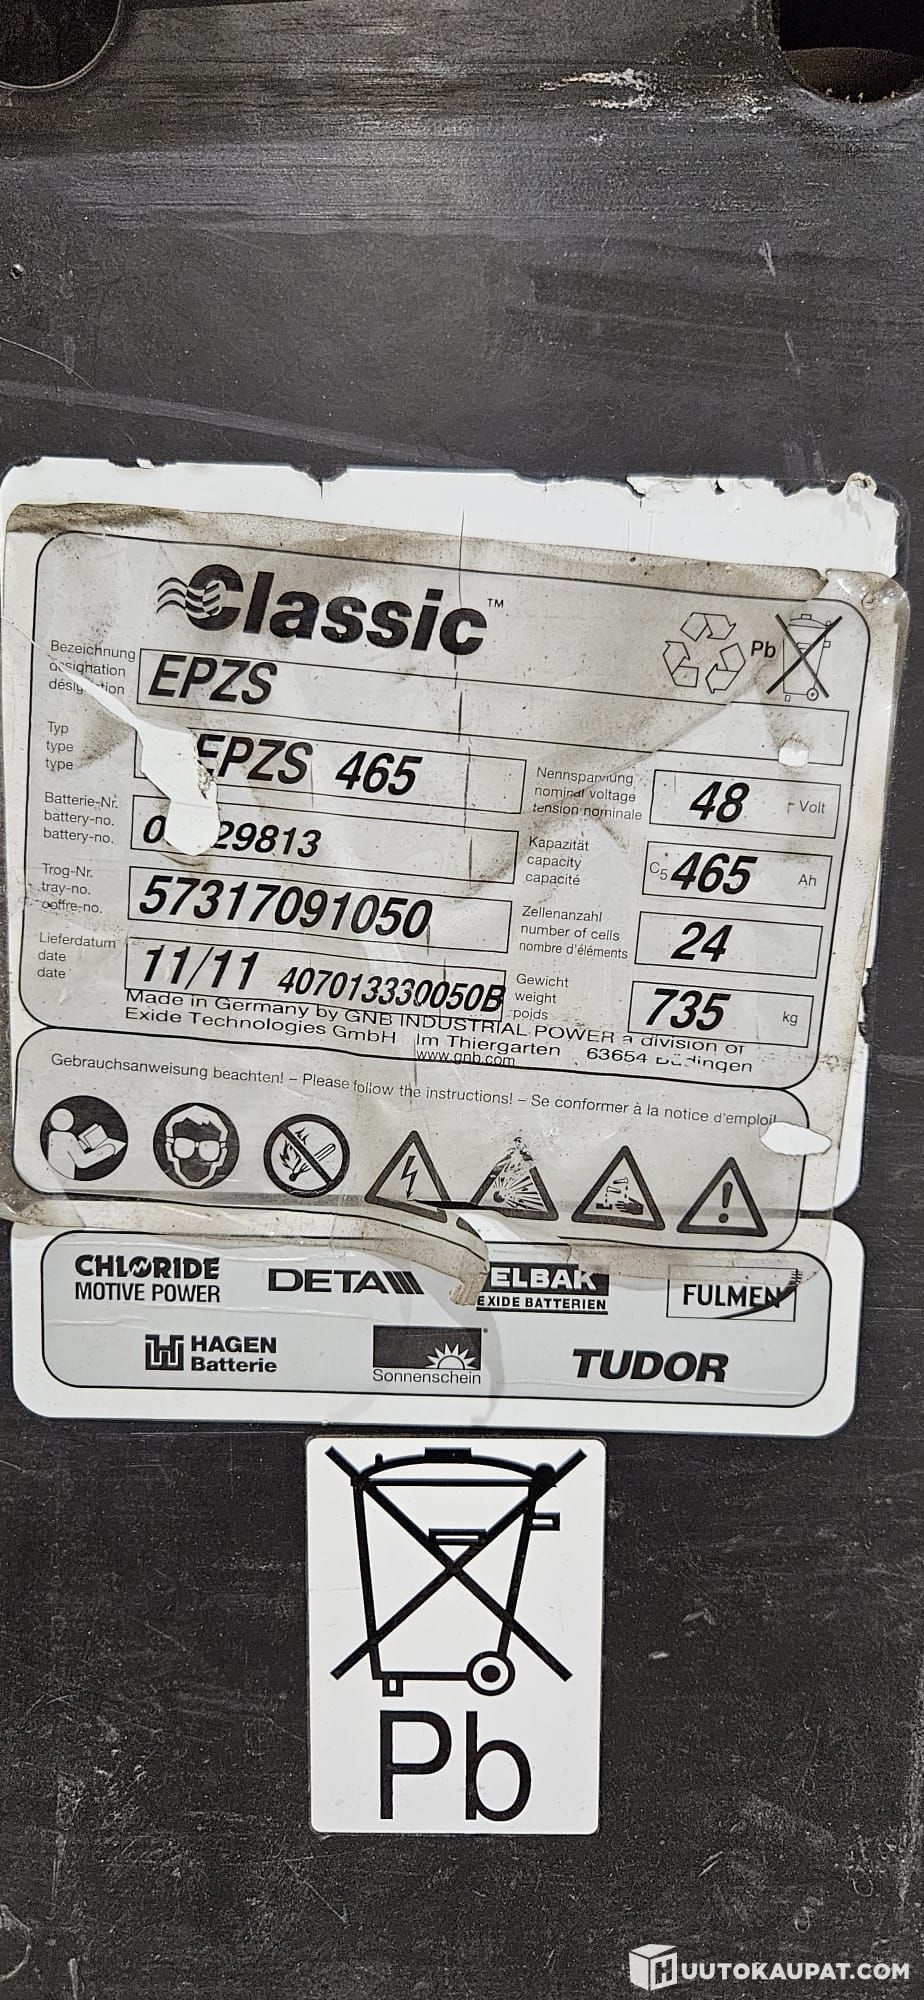 Classic™
Pb
Bezeichnung
designation
EPZS
Typ
type
type
EPZS 465
Nennspannung
nominal voltage
tension nominale
48 Volt
Batterie-Nr.
battery-no.
battery-no.
29813
Kapazität
capacity
capacité
C5 465 Ah
Trog-Nr.
tray-no.
coffre-no.
57317091050
Zellenanzahl
number of cells
nombre d'éléments
24
Lieferdatum
date
date
11/11 407013330050B
Gewicht
weight
poids
735 kg
Made in Germany by GNB INDUSTRIAL POWER a division of
Exide Technologies GmbH Im Thiergarten 63654
www.gnb.com
Gebrauchsanweisung beachten! – Please follow the instructions! – Se conformer à la notice d'emploi!
CHLORIDE
MOTIVE POWER
DETA
ELBAK
EXIDE BATTERIEN
FULMEN
HAGEN
Batterie
Sonnenschein
TUDOR
Pb
HUUTOKAUPAT.COM